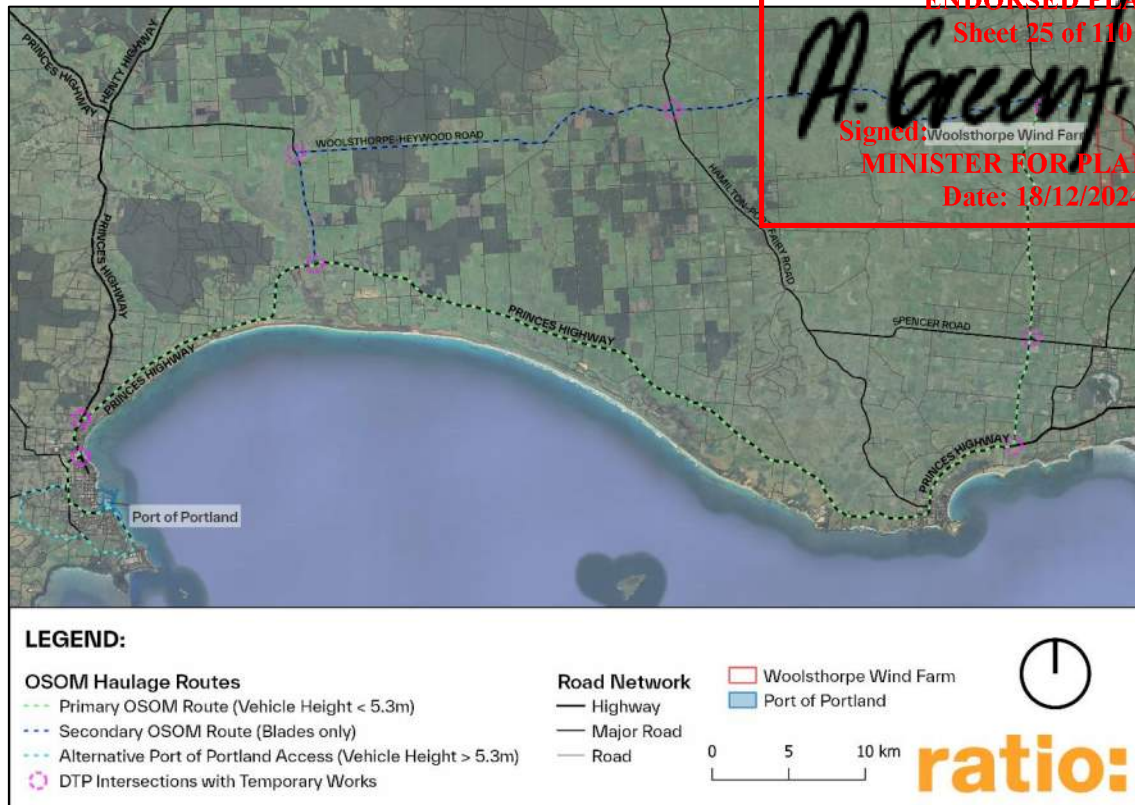 ENDORSED PLA
Sheet 25 of 110
Signed:
MINISTER FOR PLA
Date: 18/12/202
PRINCES HIGHWAY
HENTY HIGHWAY
WOOLSTHORPE-HEYWOOD ROAD
Woolsthorpe Wind Farm
HAMILTON-PORT FAIRY ROAD
PRINCES HIGHWAY
PRINCES HIGHWAY
SPENCER ROAD
PRINCES HIGHWAY
PRINCES HIGHWAY
Port of Portland
LEGEND:
OSOM Haulage Routes
Primary OSOM Route (Vehicle Height < 5.3m)
Secondary OSOM Route (Blades only)
Alternative Port of Portland Access (Vehicle Height > 5.3m)
DTP Intersections with Temporary Works
Road Network
Highway
Major Road
Road
Woolsthorpe Wind Farm
Port of Portland
0 5 10 km
ratio: